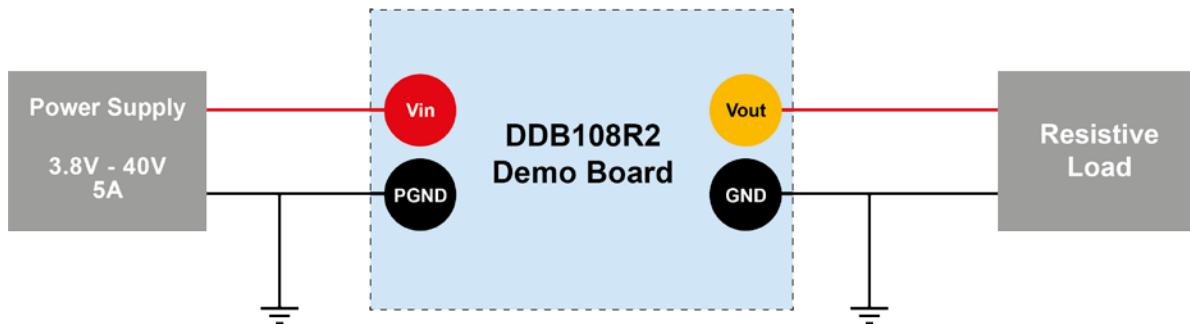 Power Supply
3.8V - 40V
5A
Vin
PGND
DDB108R2
Demo Board
Vout
GND
Resistive
Load